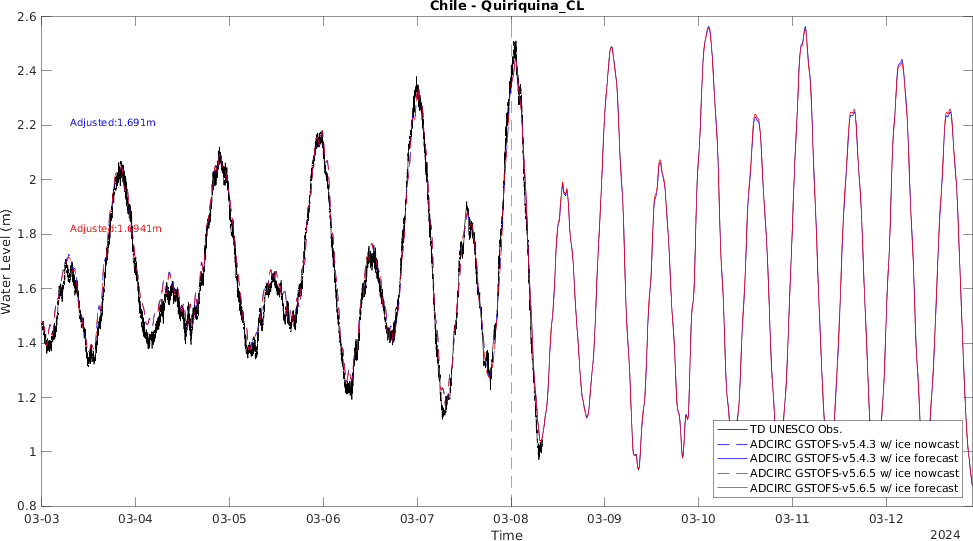 Chile - Quiriquina_CL
2.6
2.4
2.2
2
1.8
1.6
1.4
1.2
1
0.8
Water Level (m)
Adjusted:1.691m
Adjusted:1.6941m
TD UNESCO Obs.
ADCIRC GSTOFS-v5.4.3 w/ ice nowcast
ADCIRC GSTOFS-v5.4.3 w/ ice forecast
ADCIRC GSTOFS-v5.6.5 w/ ice nowcast
ADCIRC GSTOFS-v5.6.5 w/ ice forecast
03-03 03-04 03-05 03-06 03-07 03-08 03-09 03-10 03-11 03-12
Time
2024